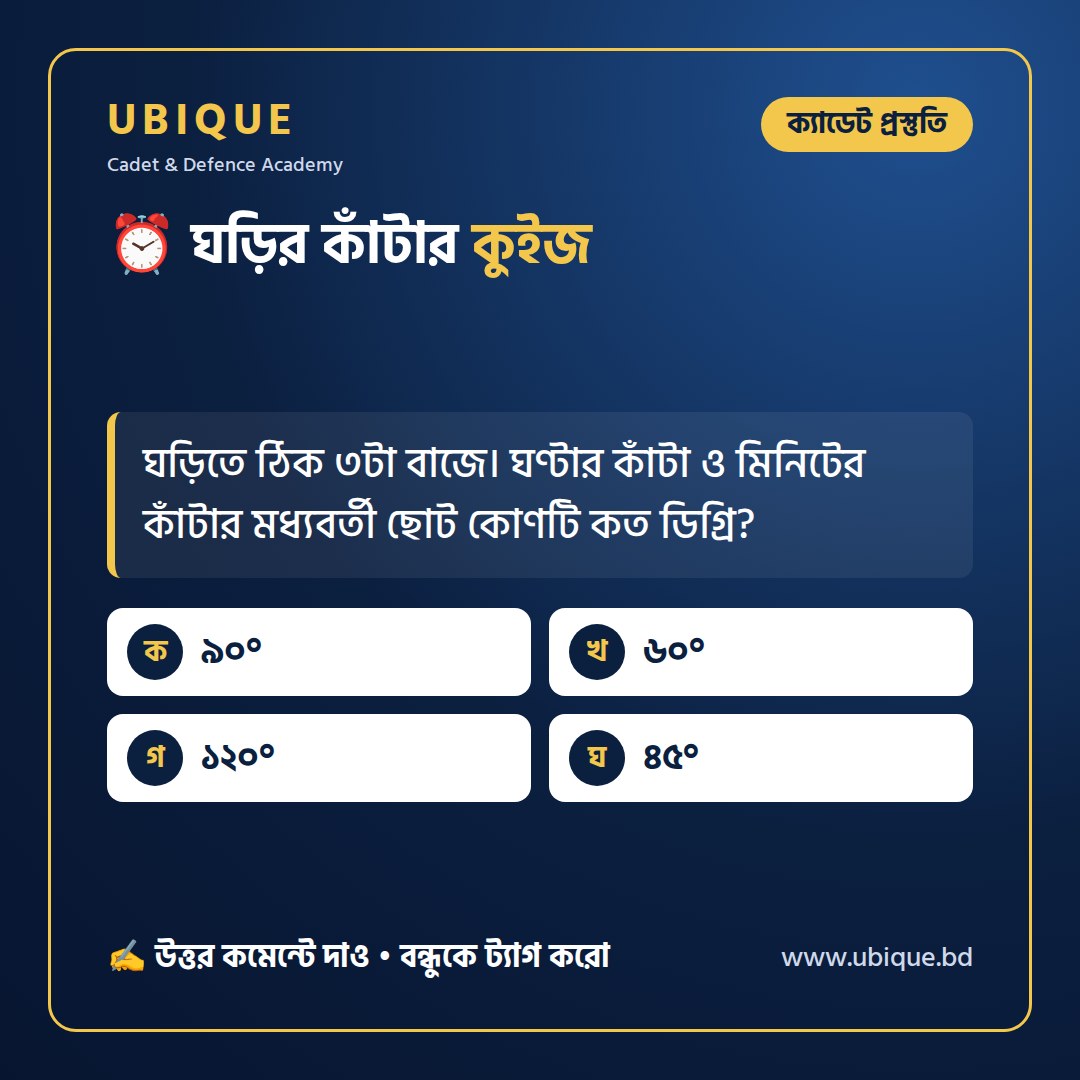 UBIQUE
Cadet & Defence Academy
ক্যাডেট প্রস্তুতি
ঘড়ির কাঁটার কুইজ
ঘড়িতে ঠিক ৩টা বাজে। ঘণ্টার কাঁটা ও মিনিটের
কাঁটার মধ্যবর্তী ছোট কোণটি কত ডিগ্রি?
ক ৯০°
খ ৬০°
গ ১২০°
ঘ ৪৫°
✍️ উত্তর কমেন্টে দাও • বন্ধুকে ট্যাগ করো
www.ubique.bd